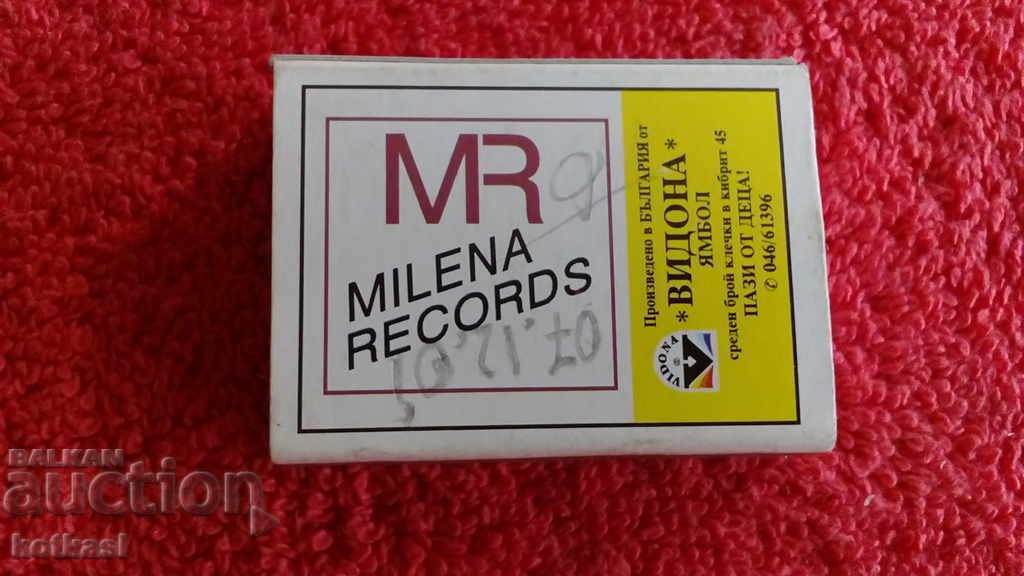 MR
MILENA
RECORDS
Произведено в БЪЛГАРИЯ от
* ВИДОНА *
ЯМБОЛ
среден брой клечки в кибрит 45
ПАЗИ ОТ ДЕЦА!
✆ 046/61396
VIDONA
®
07.12.01
BALKAN
auction
kotkasl